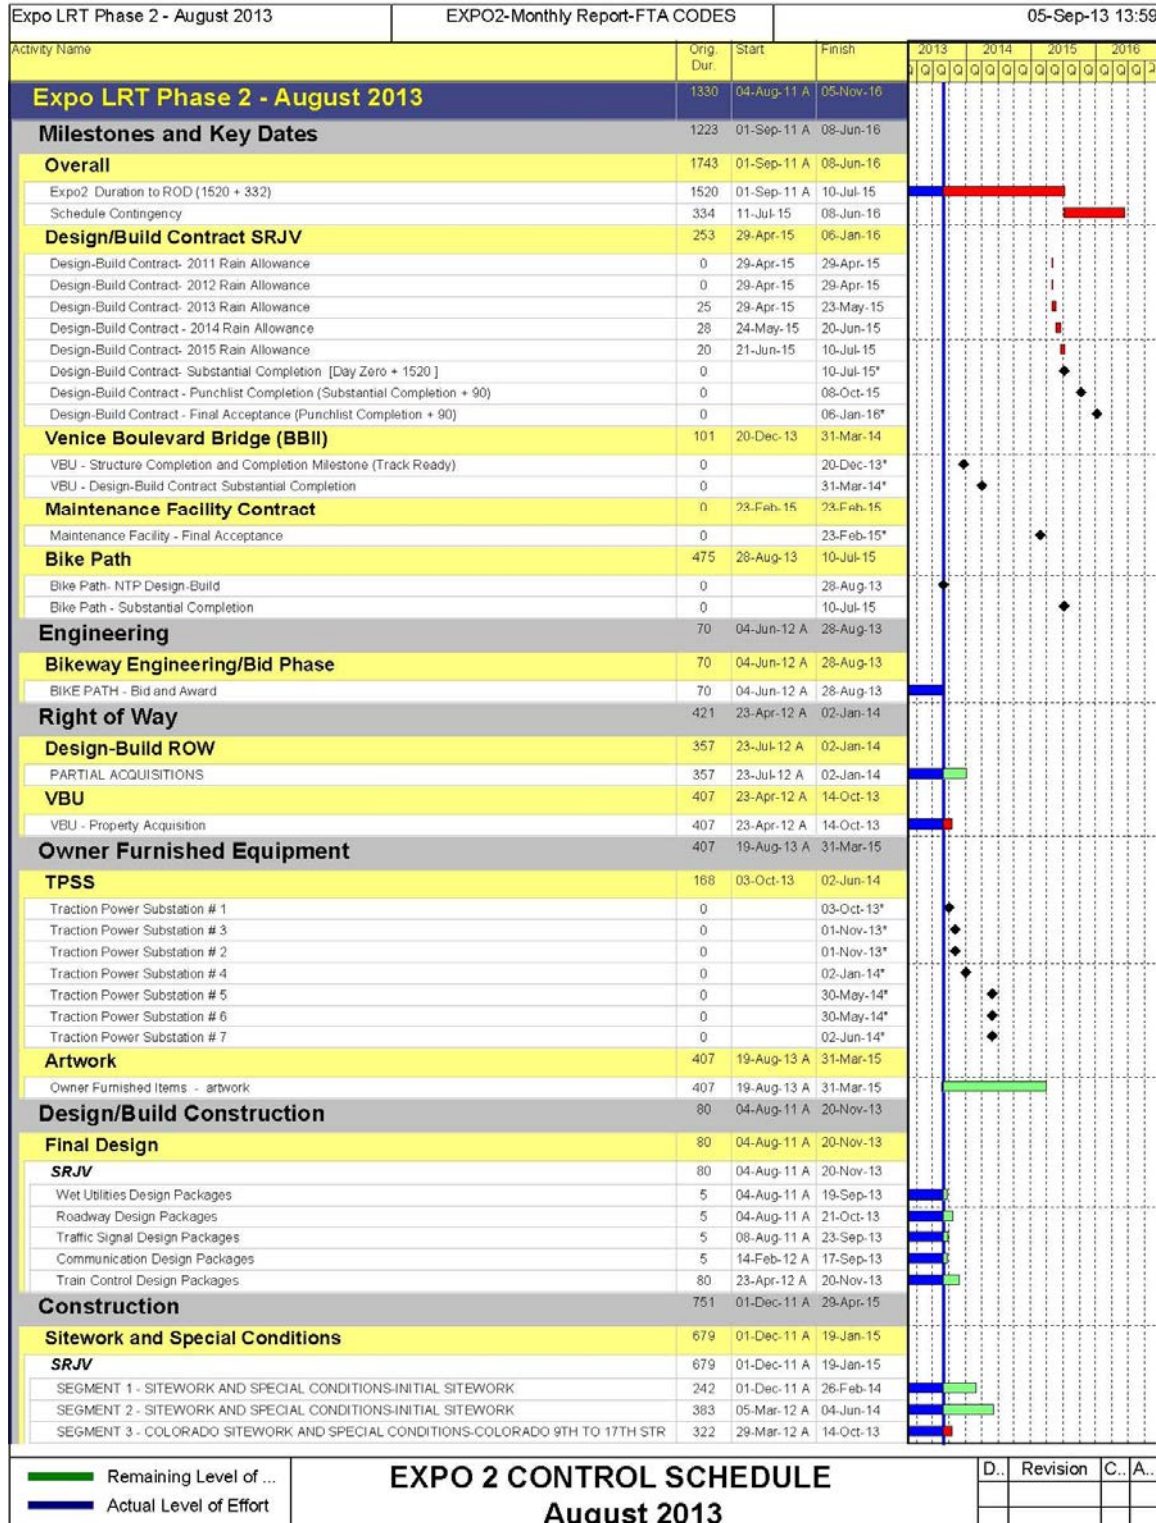 Expo LRT Phase 2 - August 2013 EXPO2-Monthly Report-FTA CODES 05-Sep-13 13:59
Activity Name Orig. Dur. Start Finish 2013 2014 2015 2016
Q Q Q Q Q Q Q Q Q Q Q Q Q Q
Expo LRT Phase 2 - August 2013 1330 04-Aug-11 A 05-Nov-16
Milestones and Key Dates 1223 01-Sep-11 A 08-Jun-16
Overall 1743 01-Sep-11 A 08-Jun-16
Expo2 Duration to ROD (1520 + 332) 1520 01-Sep-11 A 10-Jul-15
Schedule Contingency 334 11-Jul-15 08-Jun-16
Design/Build Contract SRJV 253 29-Apr-15 06-Jan-16
Design-Build Contract- 2011 Rain Allowance 0 29-Apr-15 29-Apr-15
Design-Build Contract- 2012 Rain Allowance 0 29-Apr-15 29-Apr-15
Design-Build Contract- 2013 Rain Allowance 25 29-Apr-15 23-May-15
Design-Build Contract - 2014 Rain Allowance 28 24-May-15 20-Jun-15
Design-Build Contract- 2015 Rain Allowance 20 21-Jun-15 10-Jul-15
Design-Build Contract- Substantial Completion [Day Zero + 1520 ] 0 10-Jul-15*
Design-Build Contract - Punchlist Completion (Substantial Completion + 90) 0 08-Oct-15
Design-Build Contract - Final Acceptance (Punchlist Completion + 90) 0 06-Jan-16*
Venice Boulevard Bridge (BBII) 101 20-Dec-13 31-Mar-14
VBU - Structure Completion and Completion Milestone (Track Ready) 0 20-Dec-13*
VBU - Design-Build Contract Substantial Completion 0 31-Mar-14*
Maintenance Facility Contract 0 23-Feb-15 23-Feb-15
Maintenance Facility - Final Acceptance 0 23-Feb-15*
Bike Path 475 28-Aug-13 10-Jul-15
Bike Path- NTP Design-Build 0 28-Aug-13
Bike Path - Substantial Completion 0 10-Jul-15
Engineering 70 04-Jun-12 A 28-Aug-13
Bikeway Engineering/Bid Phase 70 04-Jun-12 A 28-Aug-13
BIKE PATH - Bid and Award 70 04-Jun-12 A 28-Aug-13
Right of Way 421 23-Apr-12 A 02-Jan-14
Design-Build ROW 357 23-Jul-12 A 02-Jan-14
PARTIAL ACQUISITIONS 357 23-Jul-12 A 02-Jan-14
VBU 407 23-Apr-12 A 14-Oct-13
VBU - Property Acquisition 407 23-Apr-12 A 14-Oct-13
Owner Furnished Equipment 407 19-Aug-13 A 31-Mar-15
TPSS 168 03-Oct-13 02-Jun-14
Traction Power Substation # 1 0 03-Oct-13*
Traction Power Substation # 3 0 01-Nov-13*
Traction Power Substation # 2 0 01-Nov-13*
Traction Power Substation # 4 0 02-Jan-14*
Traction Power Substation # 5 0 30-May-14*
Traction Power Substation # 6 0 30-May-14*
Traction Power Substation # 7 0 02-Jun-14*
Artwork 407 19-Aug-13 A 31-Mar-15
Owner Furnished Items - artwork 407 19-Aug-13 A 31-Mar-15
Design/Build Construction 80 04-Aug-11 A 20-Nov-13
Final Design 80 04-Aug-11 A 20-Nov-13
SRJV 80 04-Aug-11 A 20-Nov-13
Wet Utilities Design Packages 5 04-Aug-11 A 19-Sep-13
Roadway Design Packages 5 04-Aug-11 A 21-Oct-13
Traffic Signal Design Packages 5 08-Aug-11 A 23-Sep-13
Communication Design Packages 5 14-Feb-12 A 17-Sep-13
Train Control Design Packages 80 23-Apr-12 A 20-Nov-13
Construction 751 01-Dec-11 A 29-Apr-15
Sitework and Special Conditions 679 01-Dec-11 A 19-Jan-15
SRJV 679 01-Dec-11 A 19-Jan-15
SEGMENT 1 - SITEWORK AND SPECIAL CONDITIONS-INITIAL SITEWORK 242 01-Dec-11 A 26-Feb-14
SEGMENT 2 - SITEWORK AND SPECIAL CONDITIONS-INITIAL SITEWORK 383 05-Mar-12 A 04-Jun-14
SEGMENT 3 - COLORADO SITEWORK AND SPECIAL CONDITIONS-COLORADO 9TH TO 17TH STR 322 29-Mar-12 A 14-Oct-13
Remaining Level of ... EXPO 2 CONTROL SCHEDULE D.. Revision C.. A..
Actual Level of Effort August 2013